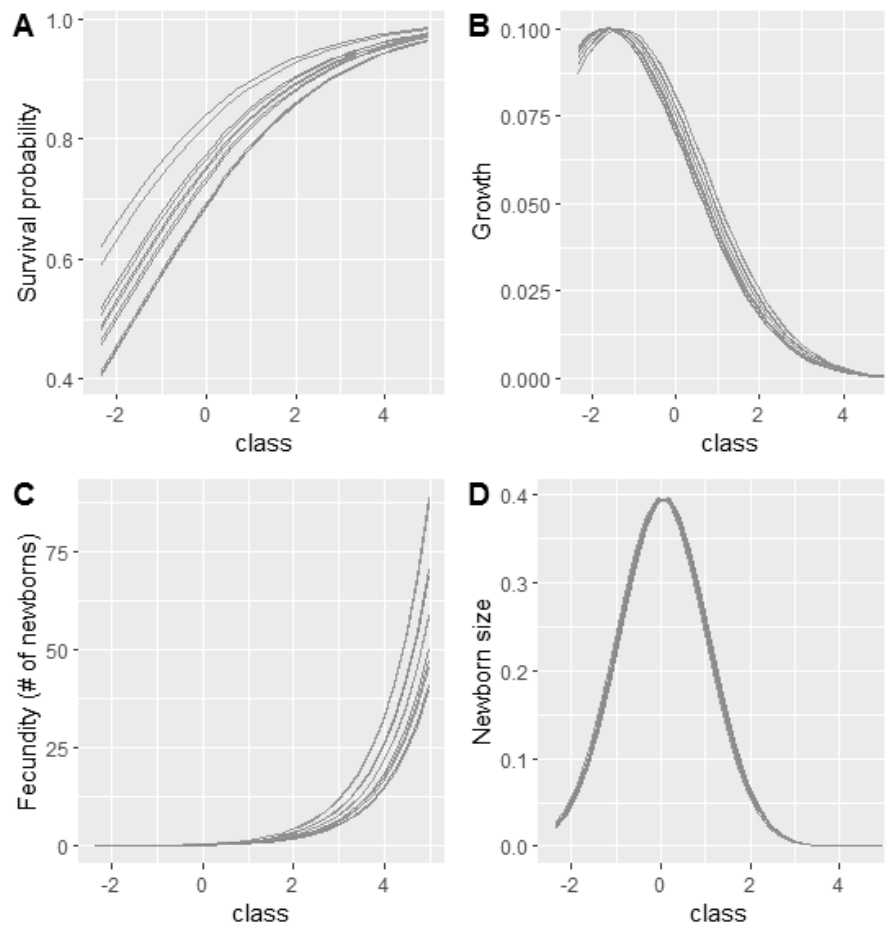 A
Survival probability
1.0
0.8
0.6
0.4
-2
0
2
4
class
B
Growth
0.100
0.075
0.050
0.025
0.000
-2
0
2
4
class
C
Fecundity (# of newborns)
75
50
25
0
-2
0
2
4
class
D
Newborn size
0.4
0.3
0.2
0.1
0.0
-2
0
2
4
class